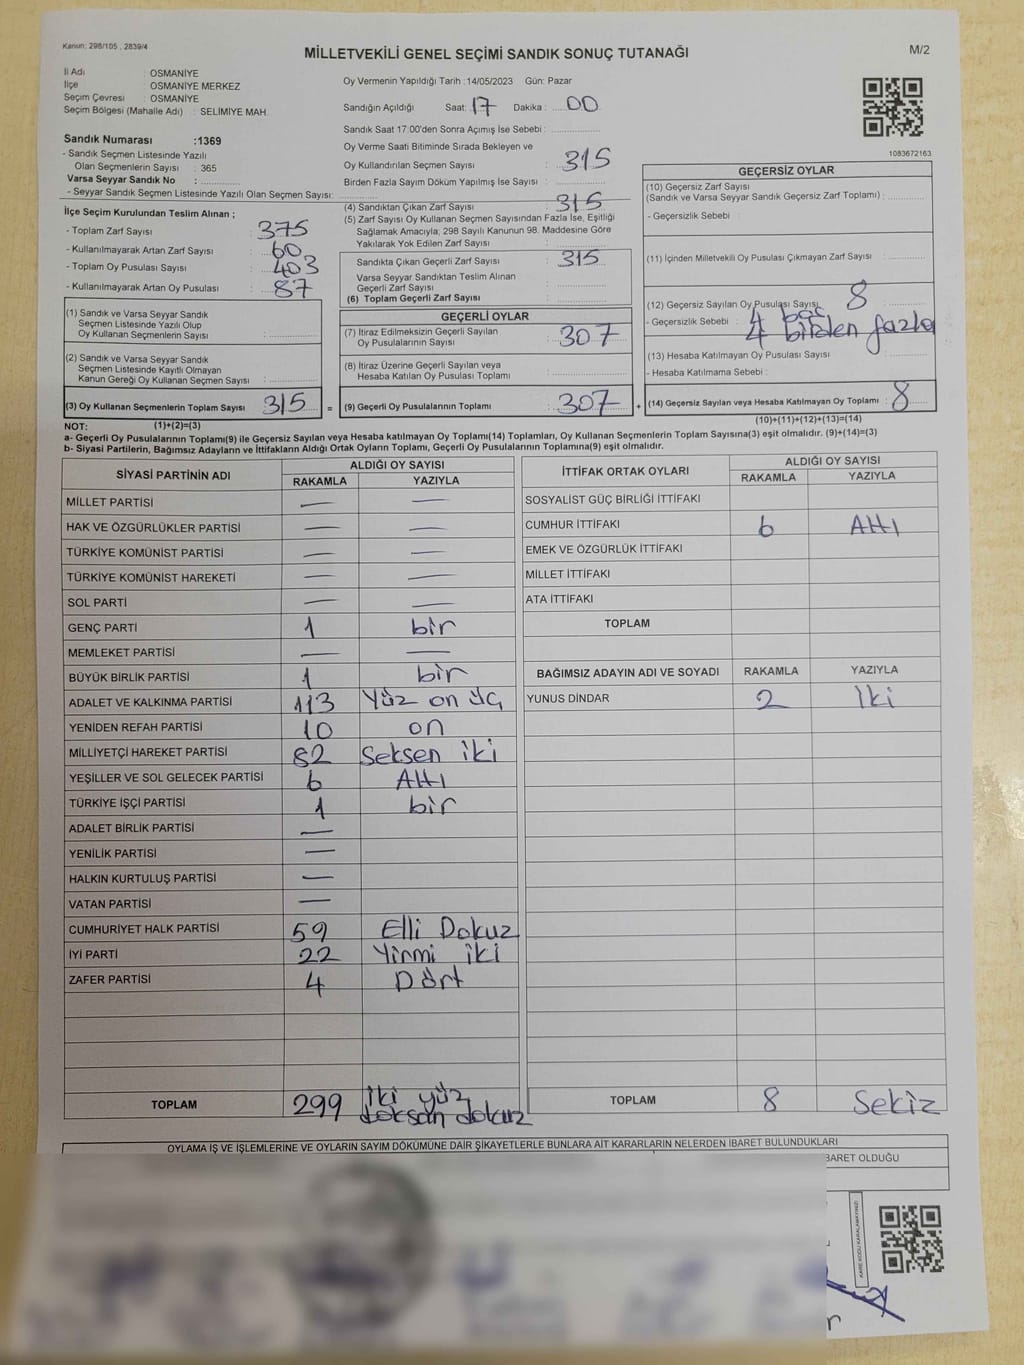 Kanun: 298/105 , 2839/4
MİLLETVEKİLİ GENEL SEÇİMİ SANDIK SONUÇ TUTANAĞI
M/2
İl Adı : OSMANİYE
İlçe : OSMANİYE MERKEZ
Seçim Çevresi : OSMANİYE
Seçim Bölgesi (Mahalle Adı) : SELİMİYE MAH.
Sandık Numarası :1369
- Sandık Seçmen Listesinde Yazılı
Olan Seçmenlerin Sayısı : 365
Varsa Seyyar Sandık No :
- Seyyar Sandık Seçmen Listesinde Yazılı Olan Seçmen Sayısı:
İlçe Seçim Kurulundan Teslim Alınan ;
- Toplam Zarf Sayısı : 375
- Kullanılmayarak Artan Zarf Sayısı : 60
- Toplam Oy Pusulası Sayısı : 403
- Kullanılmayarak Artan Oy Pusulası : 87
(1) Sandık ve Varsa Seyyar Sandık
Seçmen Listesinde Yazılı Olup
Oy Kullanan Seçmenlerin Sayısı :
(2) Sandık ve Varsa Seyyar Sandık
Seçmen Listesinde Kayıtlı Olmayan
Kanun Gereği Oy Kullanan Seçmen Sayısı :
(3) Oy Kullanan Seçmenlerin Toplam Sayısı : 315 =
Oy Vermenin Yapıldığı Tarih :14/05/2023 Gün: Pazar
Sandığın Açıldığı Saat: 17 Dakika : 00
Sandık Saat 17:00'den Sonra Açımış İse Sebebi :
Oy Verme Saati Bitiminde Sırada Bekleyen ve
Oy Kullandırılan Seçmen Sayısı : 315
Birden Fazla Sayım Döküm Yapılmış İse Sayısı :
(4) Sandıktan Çıkan Zarf Sayısı : 315
(5) Zarf Sayısı Oy Kullanan Seçmen Sayısından Fazla İse, Eşitliği
Sağlamak Amacıyla; 298 Sayılı Kanunun 98. Maddesine Göre
Yakılarak Yok Edilen Zarf Sayısı :
Sandıkta Çıkan Geçerli Zarf Sayısı : 315
Varsa Seyyar Sandıktan Teslim Alınan
Geçerli Zarf Sayısı :
(6) Toplam Geçerli Zarf Sayısı :
GEÇERLİ OYLAR
(7) İtiraz Edilmeksizin Geçerli Sayılan
Oy Pusulalarının Sayısı : 307
(8) İtiraz Üzerine Geçerli Sayılan veya
Hesaba Katılan Oy Pusulası Toplamı :
(9) Geçerli Oy Pusulalarının Toplamı : 307 +
1083672163
GEÇERSİZ OYLAR
(10) Geçersiz Zarf Sayısı
(Sandık ve Varsa Seyyar Sandık Geçersiz Zarf Toplamı) :
- Geçersizlik Sebebi :
(11) İçinden Milletvekili Oy Pusulası Çıkmayan Zarf Sayısı :
(12) Geçersiz Sayılan Oy Pusulası Sayısı : 8
- Geçersizlik Sebebi : 4 boş
4 birden fazla
(13) Hesaba Katılmayan Oy Pusulası Sayısı :
- Hesaba Katılmama Sebebi :
(14) Geçersiz Sayılan veya Hesaba Katılmayan Oy Toplamı : 8
NOT: (1)+(2)=(3) (10)+(11)+(12)+(13)=(14)
a- Geçerli Oy Pusulalarının Toplamı(9) ile Geçersiz Sayılan veya Hesaba katılmayan Oy Toplamı(14) Toplamları, Oy Kullanan Seçmenlerin Toplam Sayısına(3) eşit olmalıdır. (9)+(14)=(3)
b- Siyasi Partilerin, Bağımsız Adayların ve İttifakların Aldığı Ortak Oyların Toplamı, Geçerli Oy Pusulalarının Toplamına(9) eşit olmalıdır.
SİYASİ PARTİNİN ADI ALDIĞI OY SAYISI
RAKAMLA YAZIYLA
MİLLET PARTİSİ — —
HAK VE ÖZGÜRLÜKLER PARTİSİ — —
TÜRKİYE KOMÜNİST PARTİSİ — —
TÜRKİYE KOMÜNİST HAREKETİ — —
SOL PARTİ — —
GENÇ PARTİ 1 bir
MEMLEKET PARTİSİ — —
BÜYÜK BİRLİK PARTİSİ 1 bir
ADALET VE KALKINMA PARTİSİ 113 Yüz on üç
YENİDEN REFAH PARTİSİ 10 on
MİLLİYETÇİ HAREKET PARTİSİ 82 Seksen iki
YEŞİLLER VE SOL GELECEK PARTİSİ 6 Altı
TÜRKİYE İŞÇİ PARTİSİ 1 bir
ADALET BİRLİK PARTİSİ —
YENİLİK PARTİSİ —
HALKIN KURTULUŞ PARTİSİ —
VATAN PARTİSİ —
CUMHURİYET HALK PARTİSİ 59 Elli Dokuz
İYİ PARTİ 22 Yirmi iki
ZAFER PARTİSİ 4 Dört
TOPLAM 299 iki yüz
doksan dokuz
İTTİFAK ORTAK OYLARI ALDIĞI OY SAYISI
RAKAMLA YAZIYLA
SOSYALİST GÜÇ BİRLİĞİ İTTİFAKI
CUMHUR İTTİFAKI 6 Altı
EMEK VE ÖZGÜRLÜK İTTİFAKI
MİLLET İTTİFAKI
ATA İTTİFAKI
TOPLAM
BAĞIMSIZ ADAYIN ADI VE SOYADI RAKAMLA YAZIYLA
YUNUS DİNDAR 2 İki
TOPLAM 8 Sekiz
OYLAMA İŞ VE İŞLEMLERİNE VE OYLARIN SAYIM DÖKÜMÜNE DAİR ŞİKAYETLERLE BUNLARA AİT KARARLARIN NELERDEN İBARET BULUNDUKLARI
BARET OLDUĞU
KARE KODU KARALAMAYINIZ!